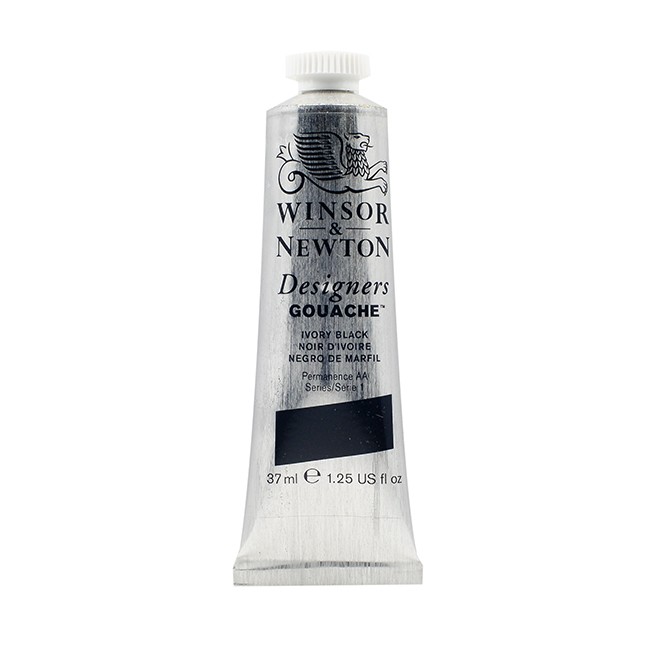 WINSOR
&
NEWTON
Designers
GOUACHE™
IVORY BLACK
NOIR D'IVOIRE
NEGRO DE MARFIL
Permanence AA
Series/Série 1
37 ml ℮ 1.25 US fl oz